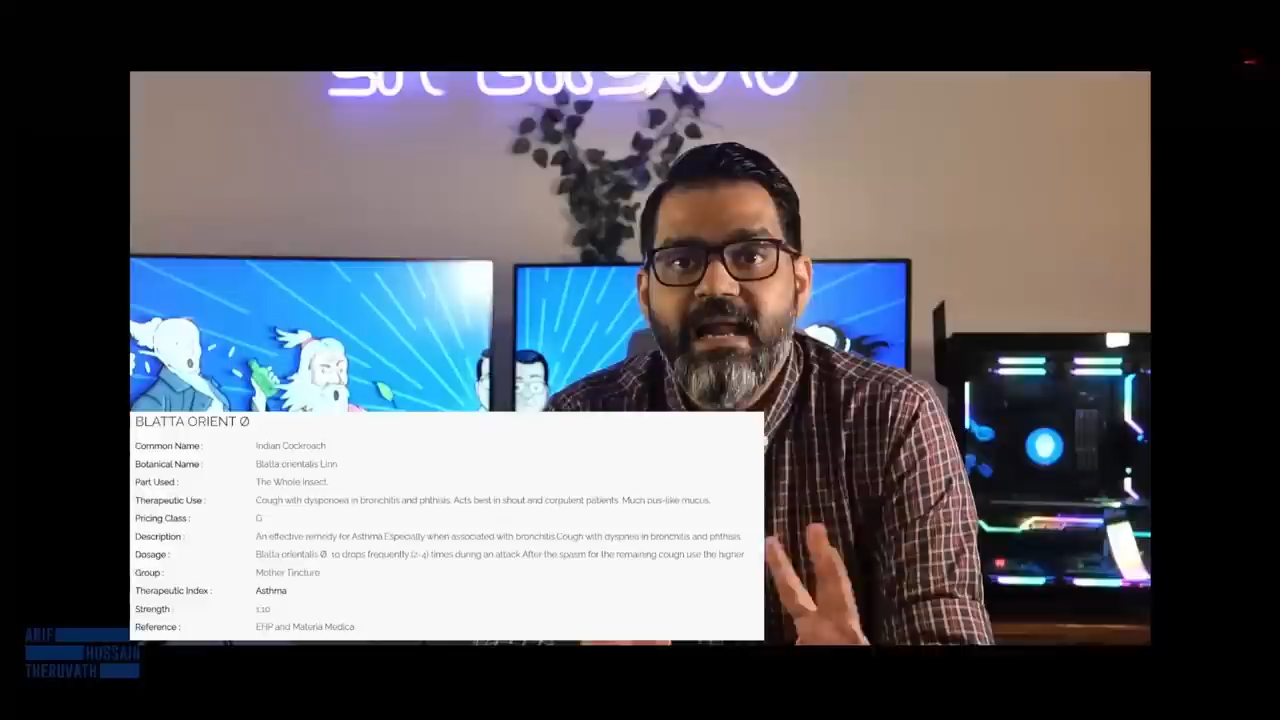 BLATTA ORIENT Ø
Common Name : Indian Cockroach
Botanical Name : Blatta orientalis Linn
Part Used : The Whole Insect.
Therapeutic Use : Cough with dysponoea in bronchitis and phthisis. Acts best in shout and corpulent patients. Much pus-like mucus.
Pricing Class : G
Description : An effective remedy for Asthma.Especially when associated with bronchitis.Cough with dyspnea in bronchitis and phthisis.
Dosage : Blatta orientalis Ø 10 drops frequently (2-4) times during an attack After the spasm for the remaining cough use the higher
Group : Mother Tincture
Therapeutic Index : Asthma
Strength : 1:10
Reference : and Materia Medica
ARIF
HUSSAIN
THERUVATH